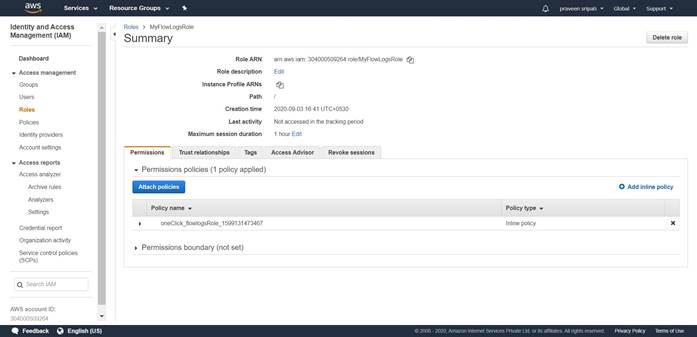 aws Services Resource Groups praveen sripati Global Support
Identity and Access Management (IAM)
Dashboard
Access management
Groups
Users
Roles
Policies
Identity providers
Account settings
Access reports
Access analyzer
Archive rules
Analyzers
Settings
Credential report
Organization activity
Service control policies (SCPs)
Search IAM
AWS account ID:
304000509264
Roles > MyFlowLogsRole
Summary
Delete role
Role ARN arn:aws:iam::304000509264:role/MyFlowLogsRole
Role description Edit
Instance Profile ARNs
Path /
Creation time 2020-09-03 16:41 UTC+0530
Last activity Not accessed in the tracking period
Maximum session duration 1 hour Edit
Permissions Trust relationships Tags Access Advisor Revoke sessions
Permissions policies (1 policy applied)
Attach policies Add inline policy
Policy name Policy type
oneClick_flowlogsRole_1599131473467 Inline policy
Permissions boundary (not set)
Feedback English (US) © 2008 - 2020, Amazon Internet Services Private Ltd. or its affiliates. All rights reserved. Privacy Policy Terms of Use